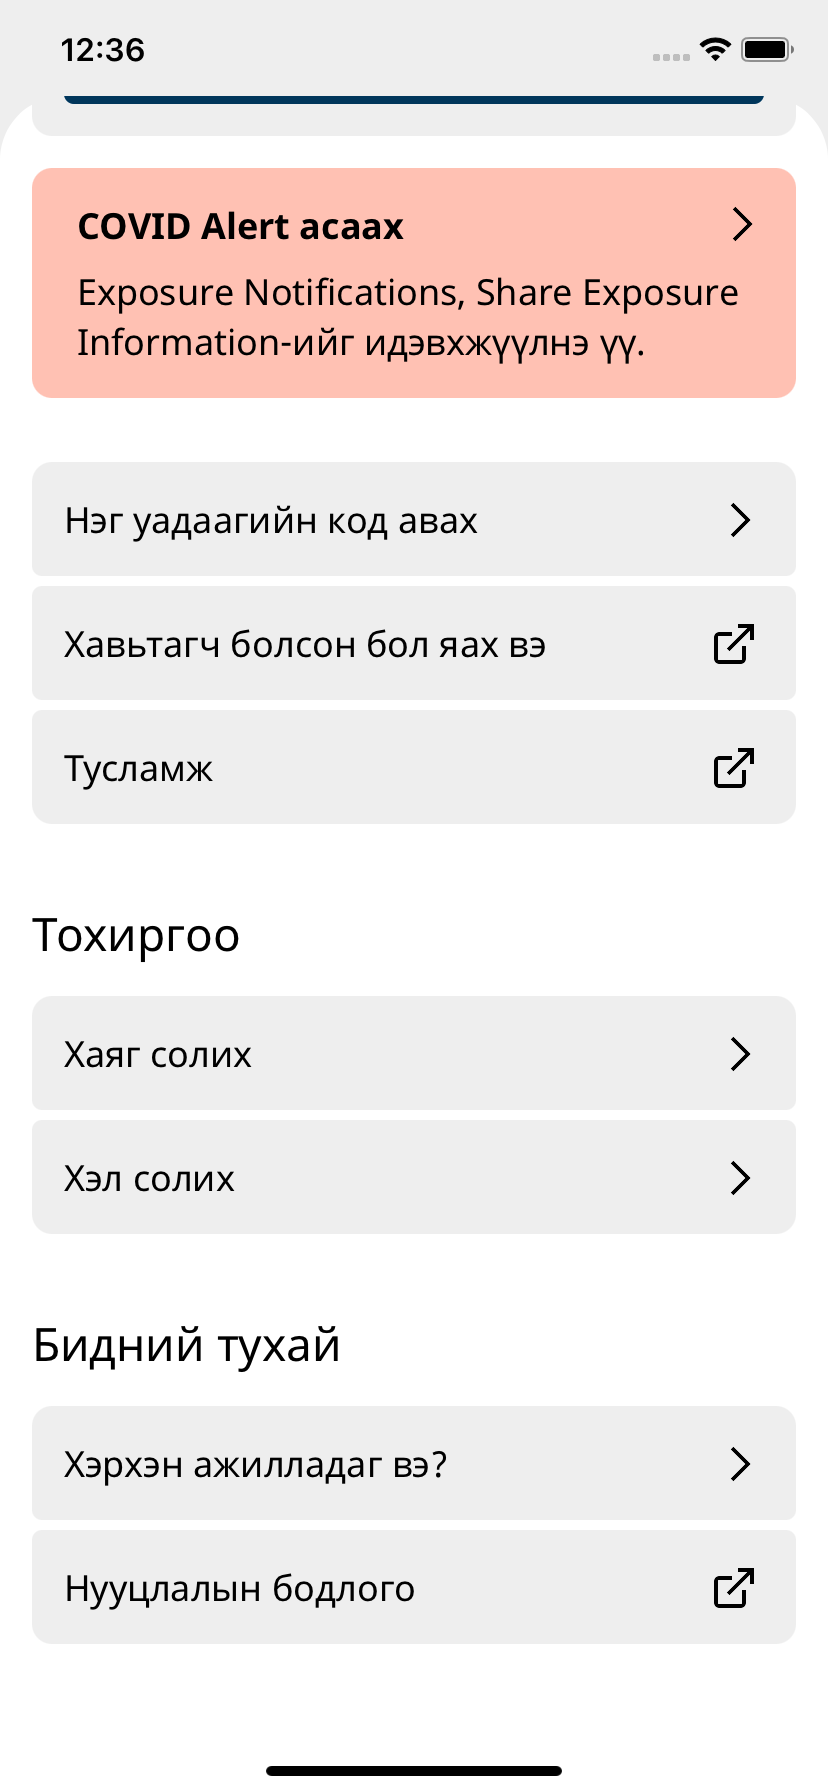 12:36
COVID Alert асаах
Exposure Notifications, Share Exposure
Information-ийг идэвхжүүлнэ үү.
Нэг уадаагийн код авах
Хавьтагч болсон бол яах вэ
Тусламж
Тохиргоо
Хаяг солих
Хэл солих
Бидний тухай
Хэрхэн ажилладаг вэ?
Нууцлалын бодлого